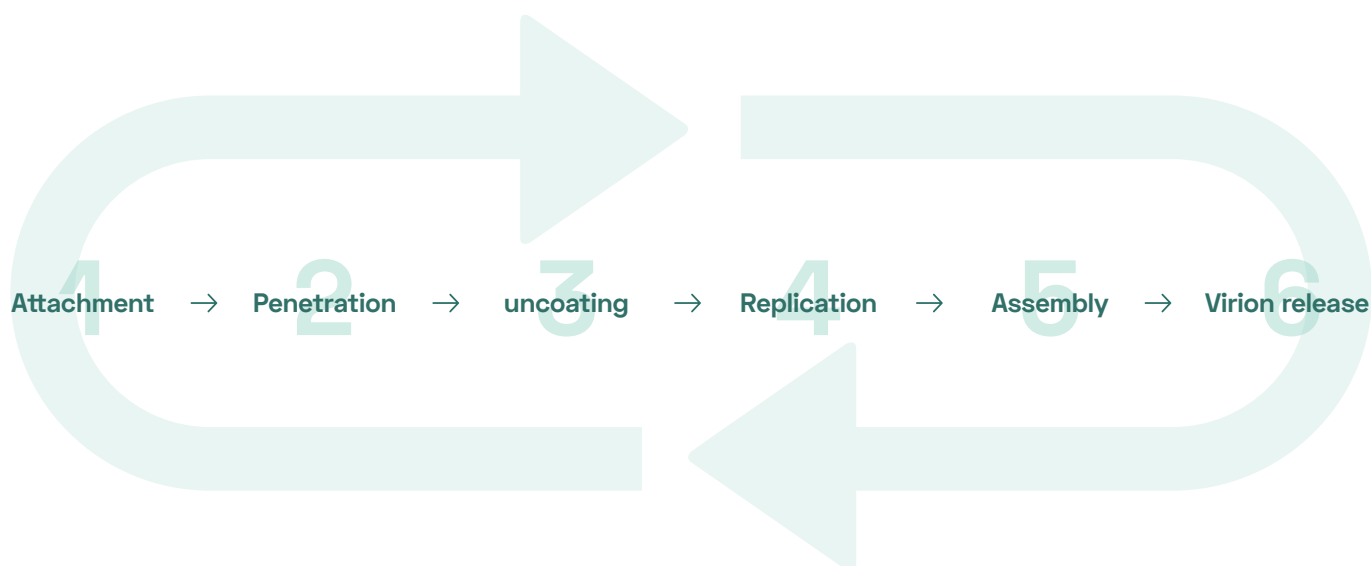 1 2 3 4 5 6
Attachment → Penetration → uncoating → Replication → Assembly → Virion release